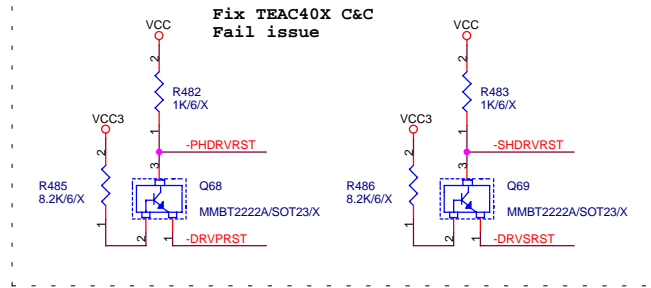 Fix TEAC40X C&C
Fail issue
VCC
2
R482
1K/6/X
1
VCC3
2
R485
8.2K/6/X
1
-PHDRVRST
3
Q68
MMBT2222A/SOT23/X
2
1
-DRVPRST
VCC
2
R483
1K/6/X
1
VCC3
2
R486
8.2K/6/X
1
-SHDRVRST
3
Q69
MMBT2222A/SOT23/X
2
1
-DRVSRST